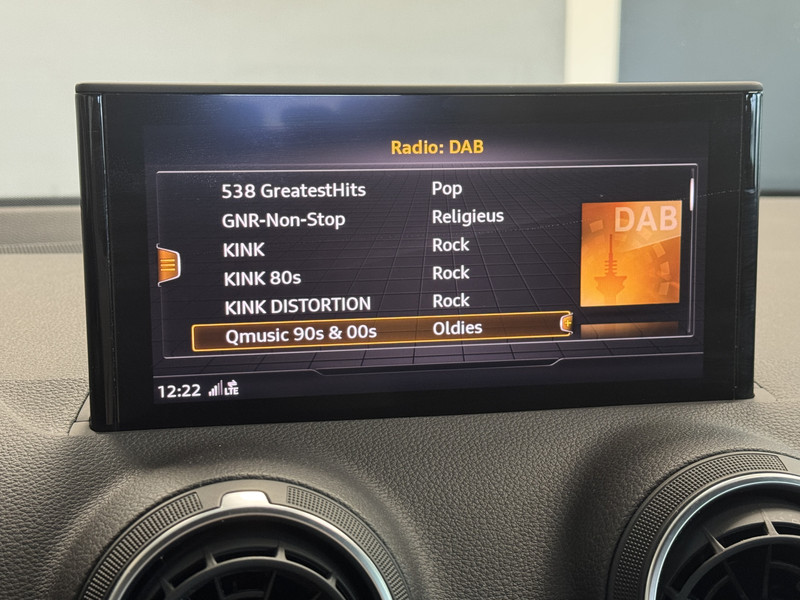 Radio: DAB
538 GreatestHits Pop
GNR-Non-Stop Religieus
KINK Rock
KINK 80s Rock
KINK DISTORTION Rock
Qmusic 90s & 00s Oldies
DAB
12:22 LTE